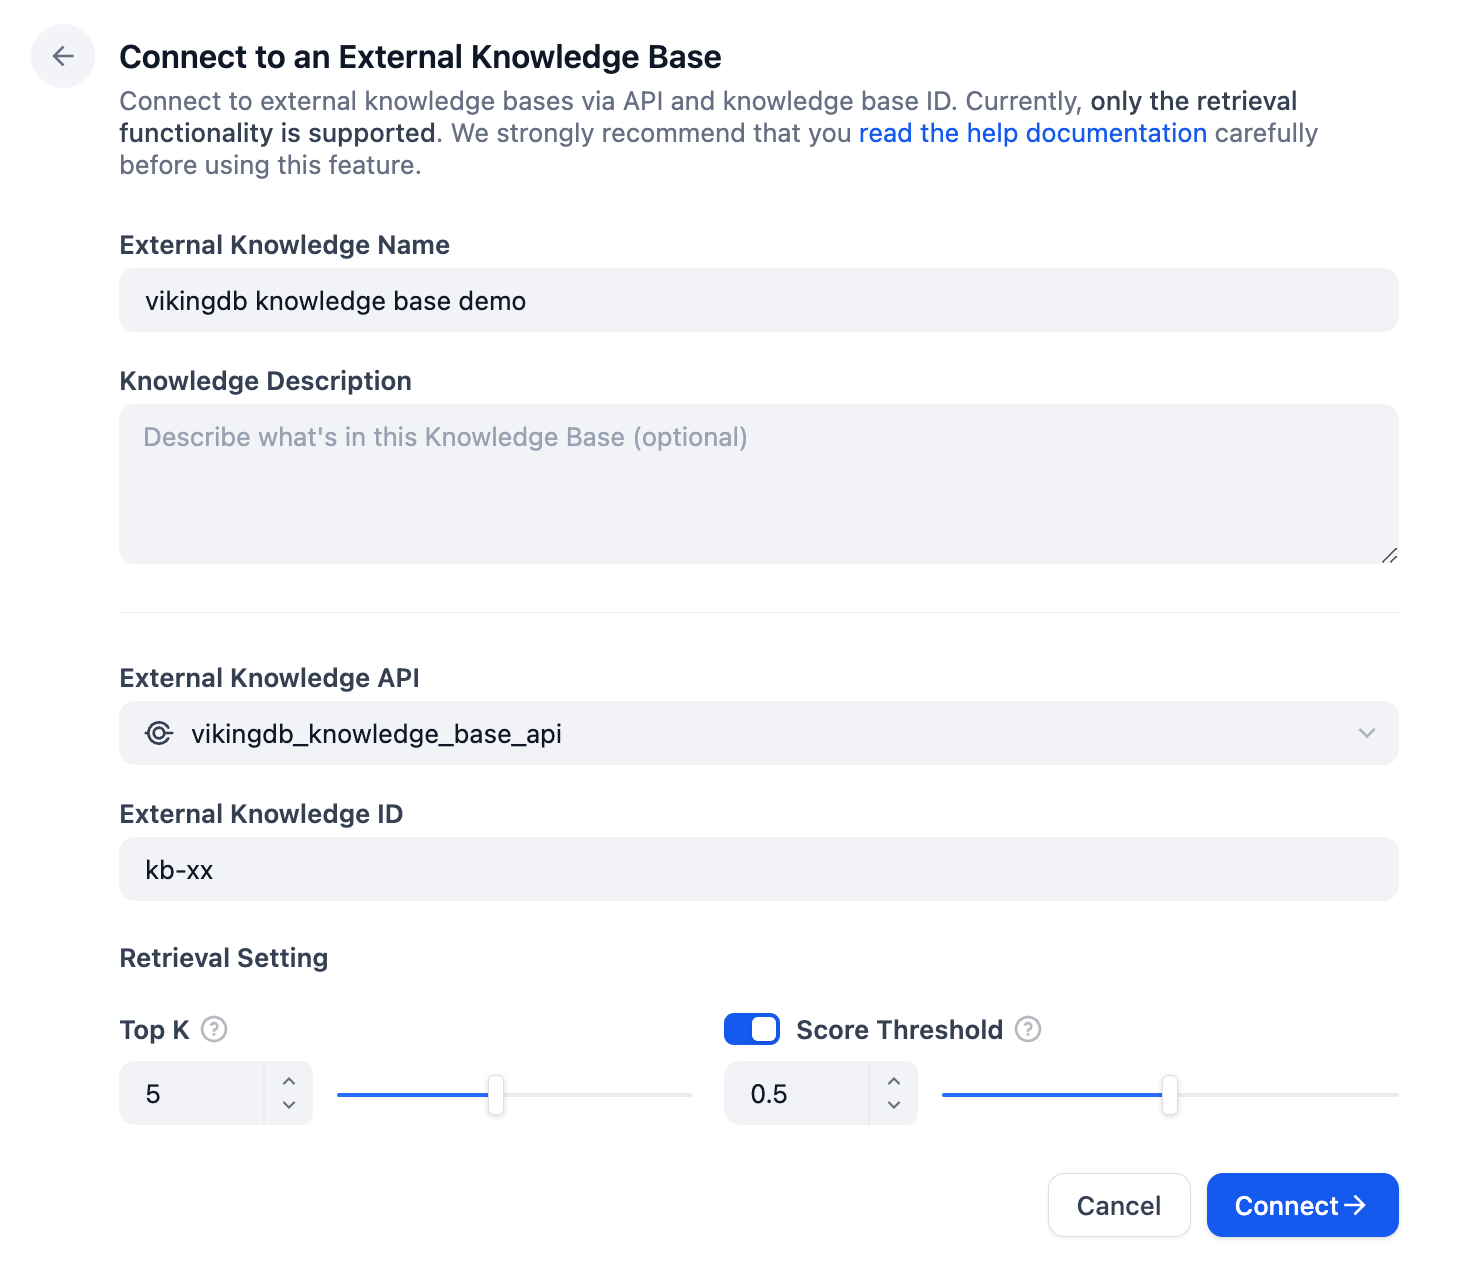 Connect to an External Knowledge Base
Connect to external knowledge bases via API and knowledge base ID. Currently, only the retrieval
functionality is supported. We strongly recommend that you read the help documentation carefully
before using this feature.
External Knowledge Name
vikingdb knowledge base demo
Knowledge Description
Describe what's in this Knowledge Base (optional)
External Knowledge API
vikingdb_knowledge_base_api
External Knowledge ID
kb-xx
Retrieval Setting
Top K ?
Score Threshold ?
5
0.5
Cancel
Connect